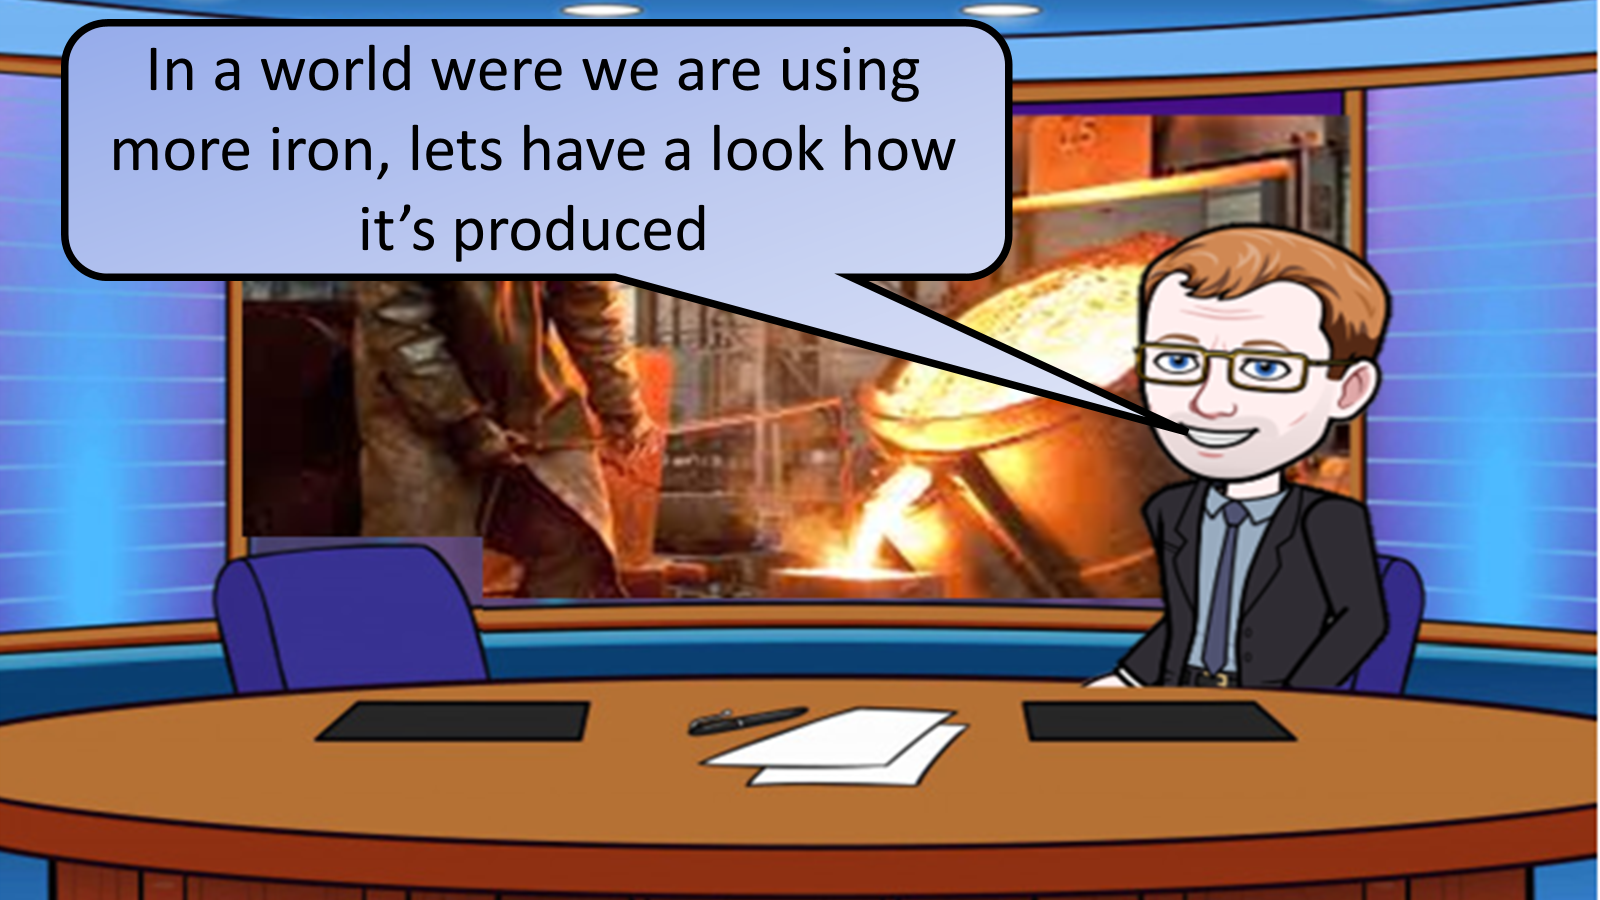 In a world were we are using
more iron, lets have a look how
it’s produced